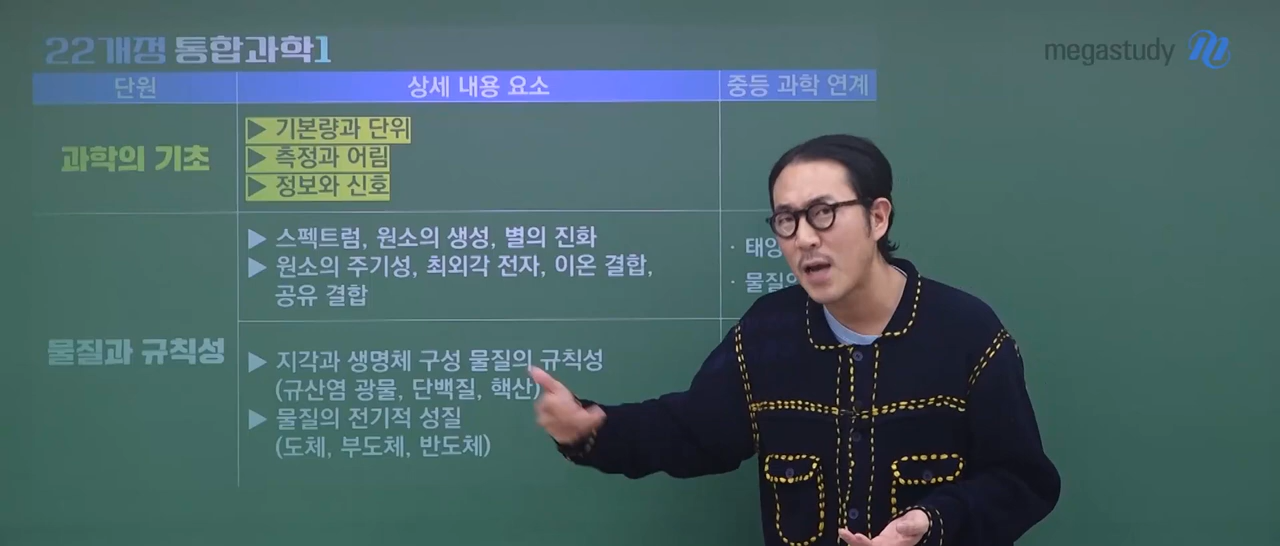 22개정 통합과학1
megastudy
단원
상세 내용 요소
중등 과학 연계
과학의 기초
▶ 기본량과 단위
▶ 측정과 어림
▶ 정보와 신호
물질과 규칙성
▶ 스펙트럼, 원소의 생성, 별의 진화
▶ 원소의 주기성, 최외각 전자, 이온 결합,
공유 결합
▶ 지각과 생명체 구성 물질의 규칙성
(규산염 광물, 단백질, 핵산)
▶ 물질의 전기적 성질
(도체, 부도체, 반도체)